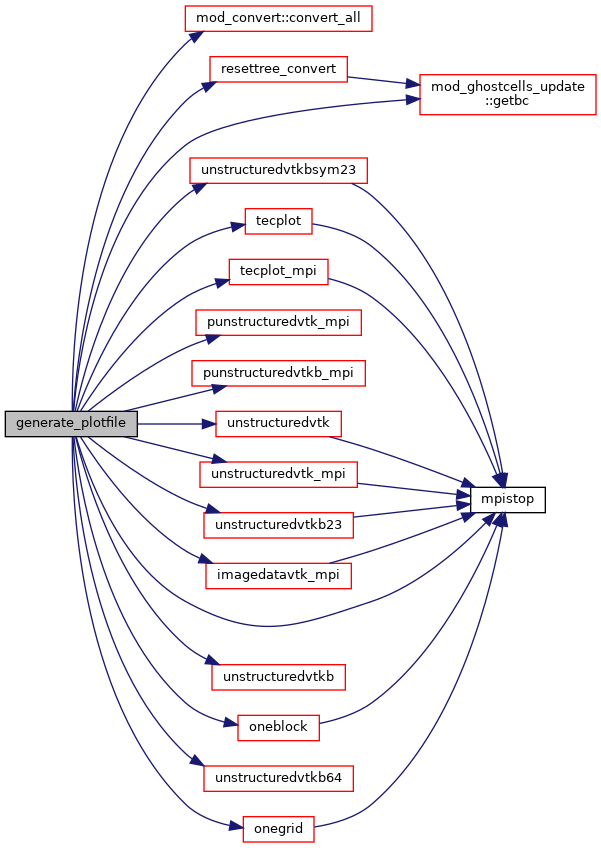 mod_convert::convert_all
resettree_convert
mod_ghostcells_update
::getbc
unstructuredvtkbsym23
tecplot
tecplot_mpi
punstructuredvtk_mpi
punstructuredvtkb_mpi
generate_plotfile
unstructuredvtk
unstructuredvtk_mpi
mpistop
unstructuredvtkb23
imagedatavtk_mpi
unstructuredvtkb
oneblock
unstructuredvtkb64
onegrid